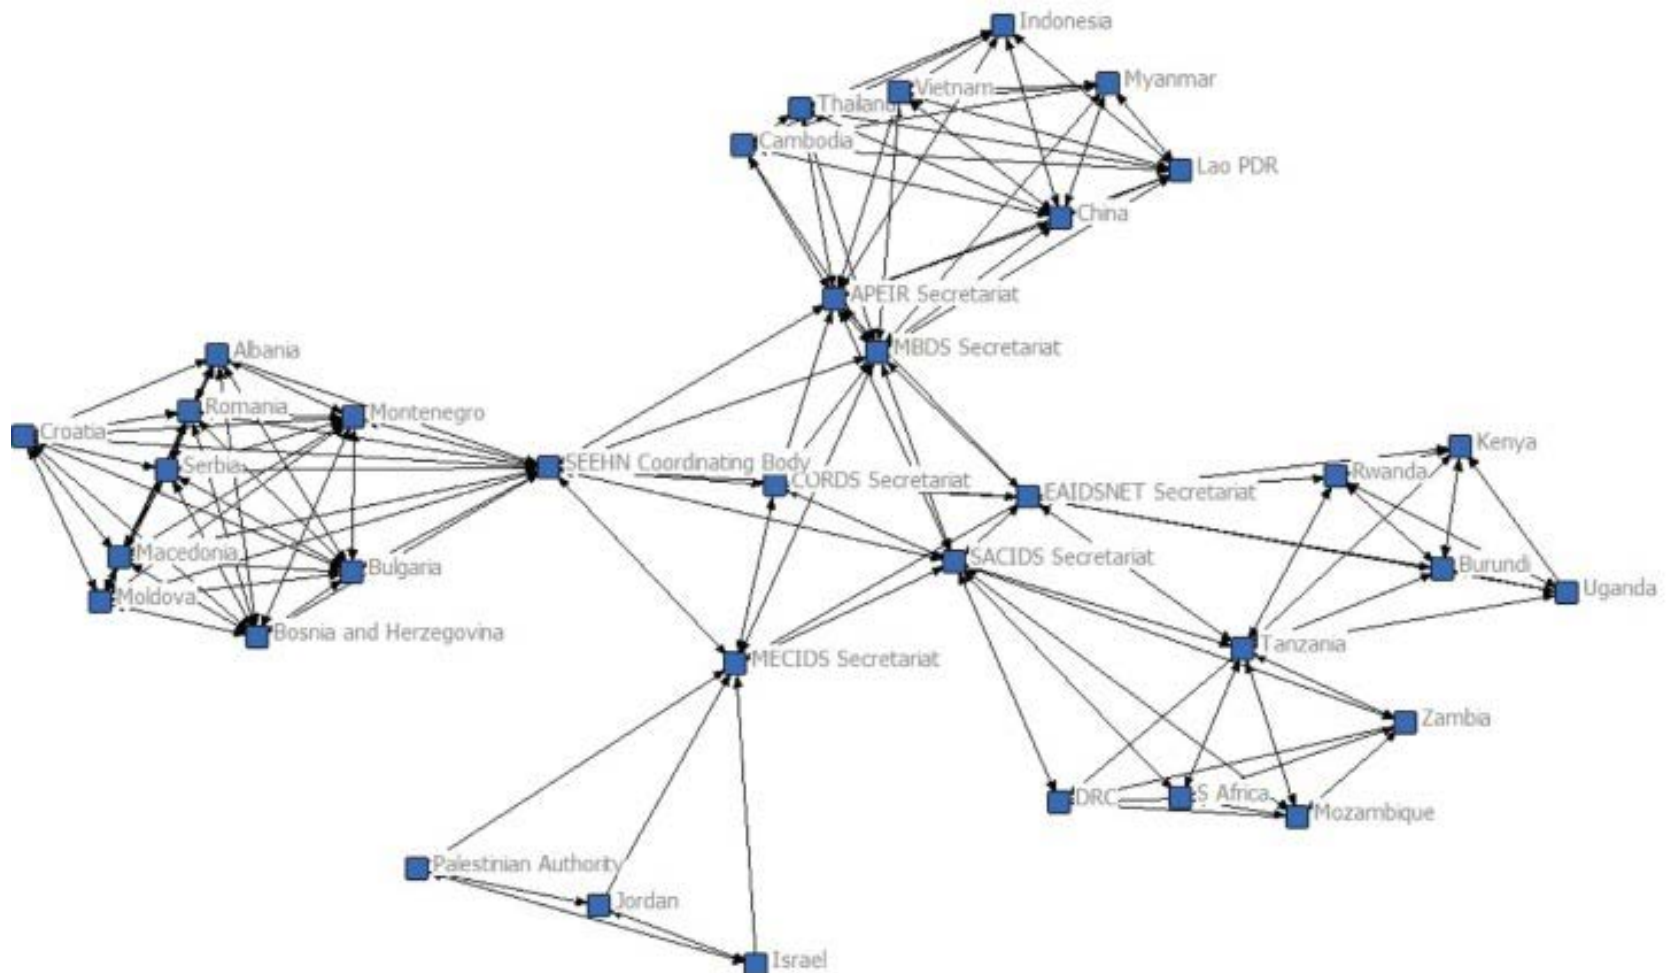 Indonesia
Myanmar
Vietnam
Thailand
Cambodia
Lao PDR
China
APEIR Secretariat
MBDS Secretariat
Albania
Romania
Montenegro
Croatia
Serbia
SEEHN Coordinating Body
CORDS Secretariat
EAIDSNET Secretariat
Kenya
Rwanda
Macedonia
Bulgaria
SACIDS Secretariat
Burundi
Uganda
Moldova
Bosnia and Herzegovina
MECIDS Secretariat
Tanzania
Zambia
DRC
S Africa
Mozambique
Palestinian Authority
Jordan
Israel